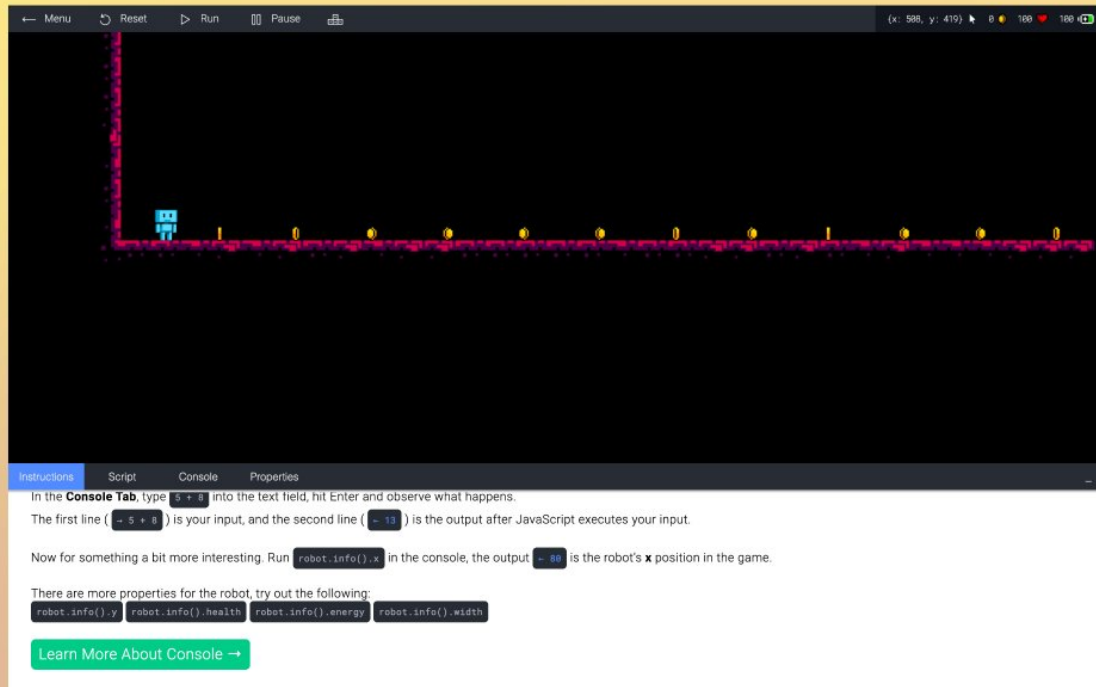 ← Menu Reset Run Pause {x: 508, y: 419} 0 100 100
Instructions Script Console Properties
In the Console Tab, type 5 + 8 into the text field, hit Enter and observe what happens.
The first line ( → 5 + 8 ) is your input, and the second line ( ← 13 ) is the output after JavaScript executes your input.
Now for something a bit more interesting. Run robot.info().x in the console, the output ← 80 is the robot's x position in the game.
There are more properties for the robot, try out the following:
robot.info().y robot.info().health robot.info().energy robot.info().width
Learn More About Console →